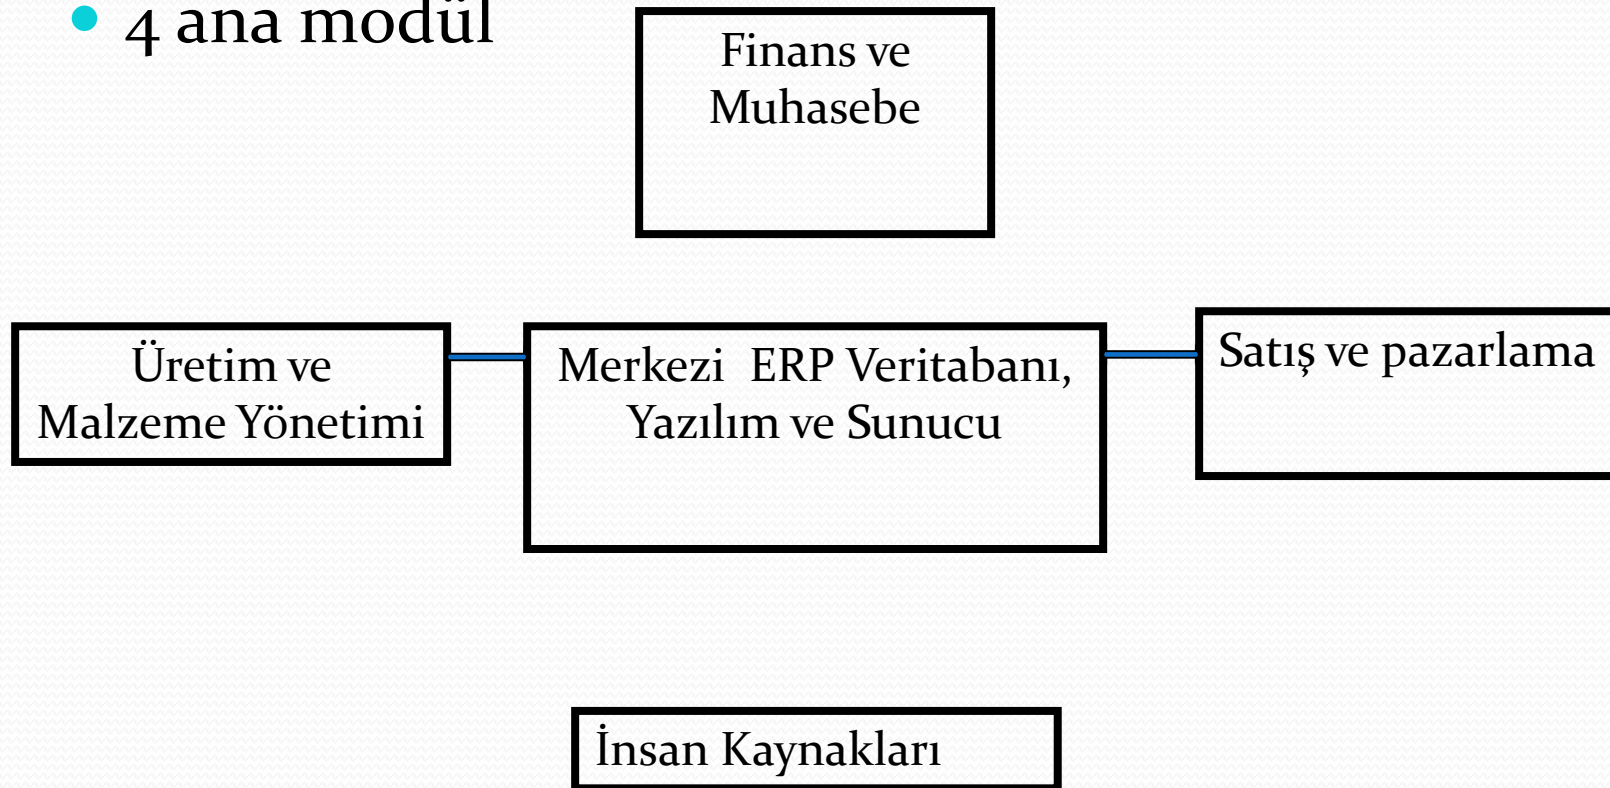 • 4 ana modül
Finans ve
Muhasebe
Üretim ve
Malzeme Yönetimi
Merkezi  ERP Veritabanı,
Yazılım ve Sunucu
Satış ve pazarlama
İnsan Kaynakları